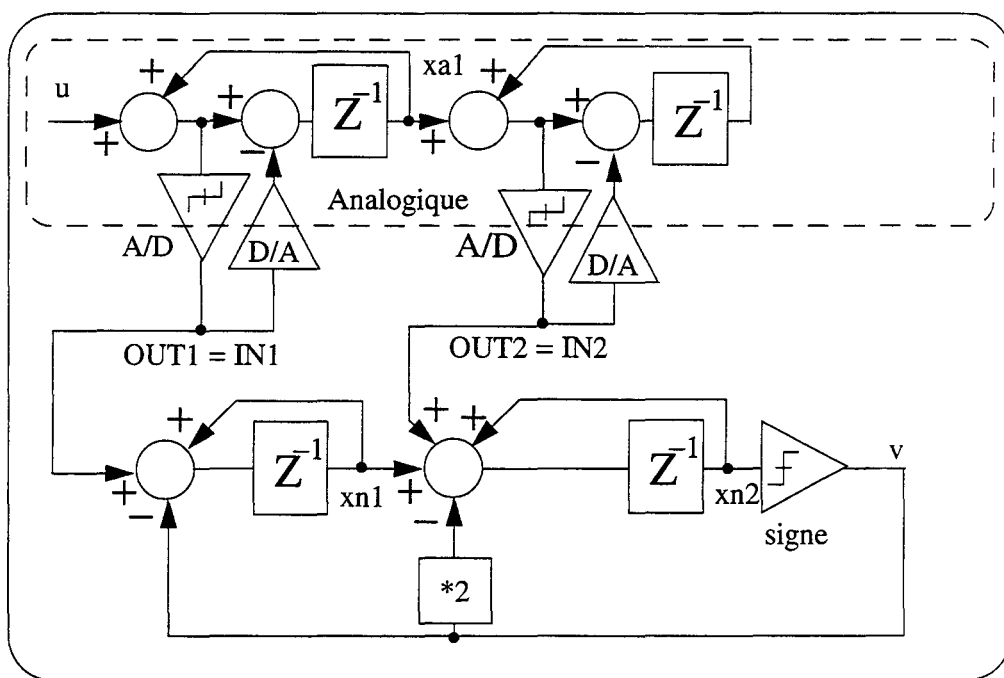 u
+
+
+
−
Z⁻¹
xa1
+
+
+
−
Z⁻¹
Analogique
A/D
D/A
A/D
D/A
OUT1 = IN1
OUT2 = IN2
+
+
−
Z⁻¹
xn1
+
+
+
−
Z⁻¹
xn2
v
signe
*2